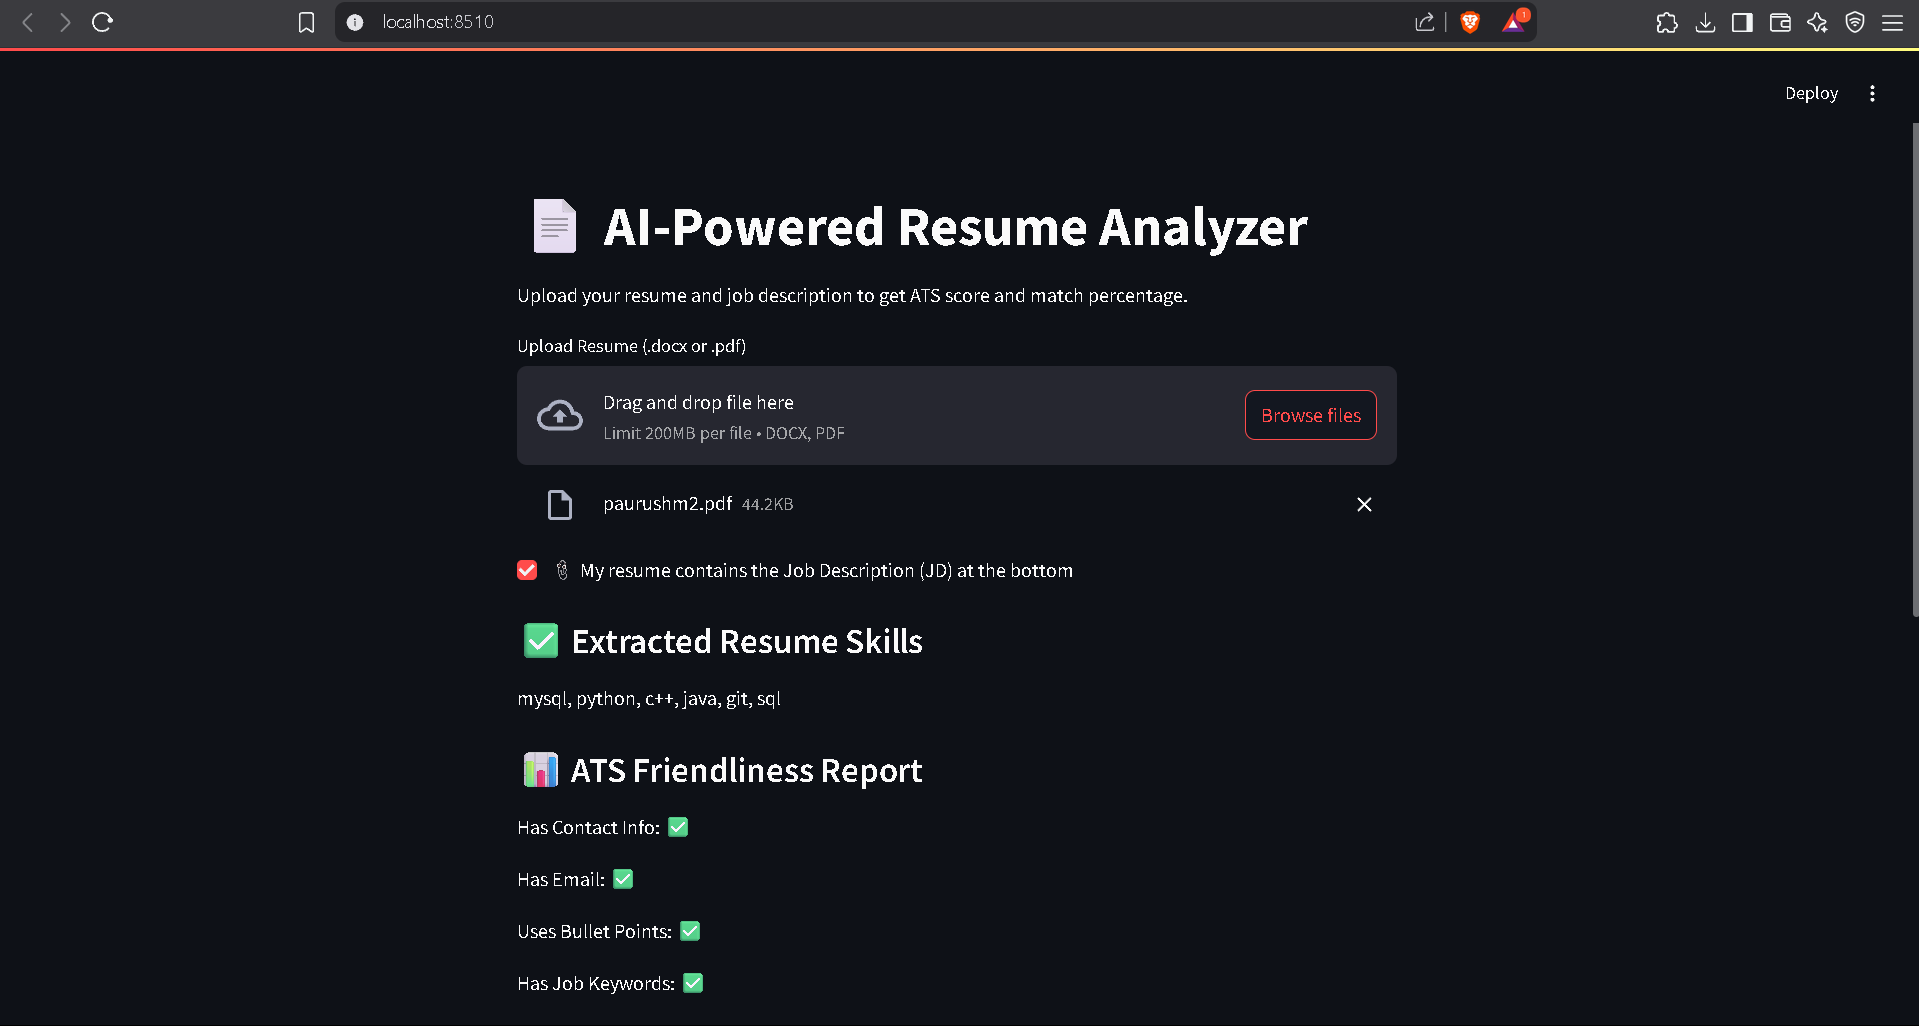 localhost:8510
1
Deploy
AI-Powered Resume Analyzer
Upload your resume and job description to get ATS score and match percentage.
Upload Resume (.docx or .pdf)
Drag and drop file here
Limit 200MB per file • DOCX, PDF
Browse files
paurushm2.pdf 44.2KB
My resume contains the Job Description (JD) at the bottom
Extracted Resume Skills
mysql, python, c++, java, git, sql
ATS Friendliness Report
Has Contact Info:
Has Email:
Uses Bullet Points:
Has Job Keywords: